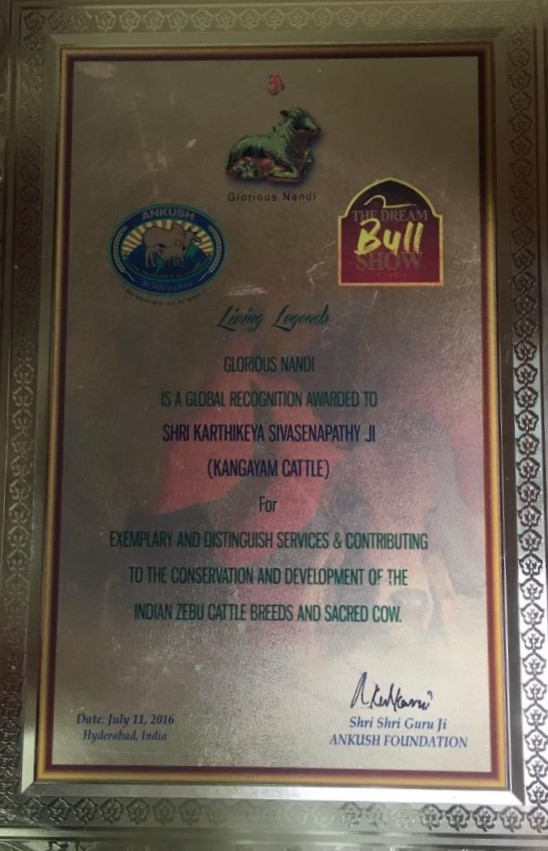 Glorious Nandi
ANKUSH
THE DREAM
Bull
SHOW
Living Legends
GLORIOUS NANDI
IS A GLOBAL RECOGNITION AWARDED TO
SHRI KARTHIKEYA SIVASENAPATHY JI
(KANGAYAM CATTLE)
For
EXEMPLARY AND DISTINGUISH SERVICES & CONTRIBUTING
TO THE CONSERVATION AND DEVELOPMENT OF THE
INDIAN ZEBU CATTLE BREEDS AND SACRED COW.
Date: July 11, 2016
Hyderabad, India
Shri Shri Guru Ji
ANKUSH FOUNDATION